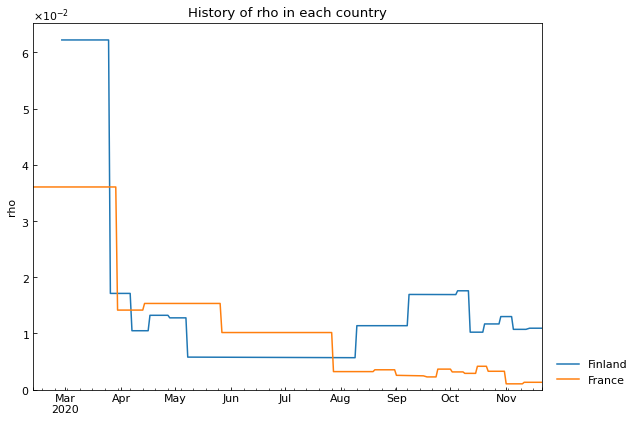 History of rho in each country
×10⁻²
6
5
4
3
2
1
0
rho
Mar Apr May Jun Jul Aug Sep Oct Nov
2020
Finland
France